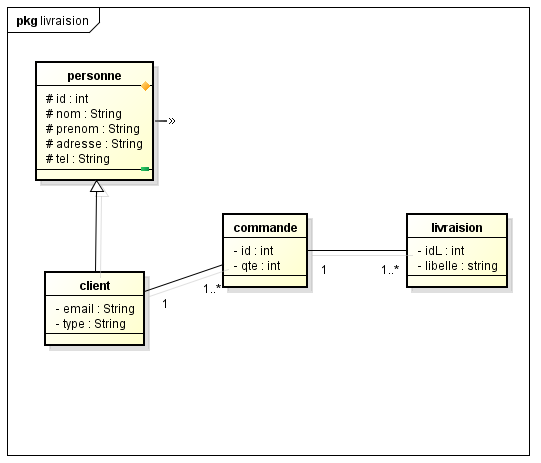 pkg livraision
personne
# id : int
# nom : String
# prenom : String
# adresse : String
# tel : String
»
commande
- id : int
- qte : int
livraision
- idL : int
- libelle : string
client
- email : String
- type : String
1
1..*
1
1..*